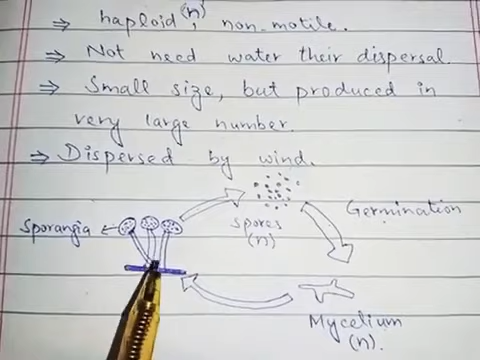 ⇒ haploid (n), non-motile.
⇒ Not need water their dispersal.
⇒ Small size, but produced in
very large number.
⇒ Dispersed by wind.
Sporangia
Spores
(n)
Germination
Mycelium
(n).